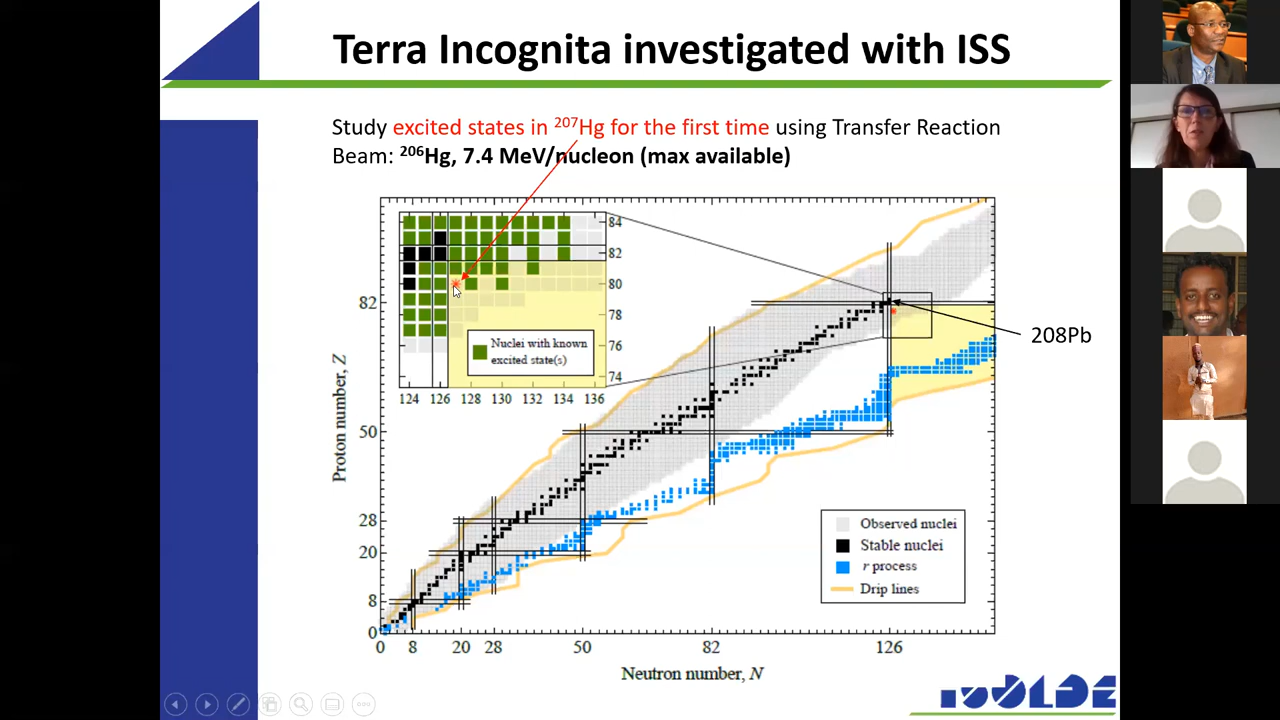 Terra Incognita investigated with ISS
Study excited states in ²⁰⁷Hg for the first time using Transfer Reaction
Beam: ²⁰⁶Hg, 7.4 MeV/nucleon (max available)
84
82
80
78
76
74
Nuclei with known
excited state(s)
124 126 128 130 132 134 136
208Pb
Proton number, Z
82
50
28
20
8
0
Observed nuclei
Stable nuclei
r process
Drip lines
0 8 20 28 50 82 126
Neutron number, N
ISOLDE